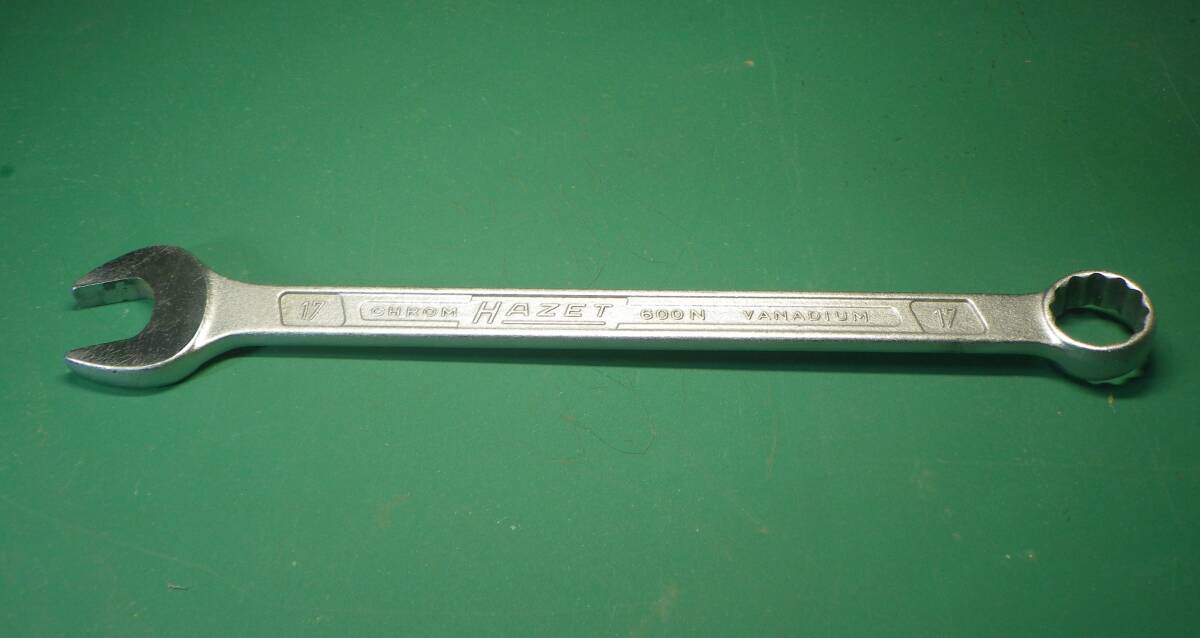 17 CHROM HAZET 600N VANADIUM 17